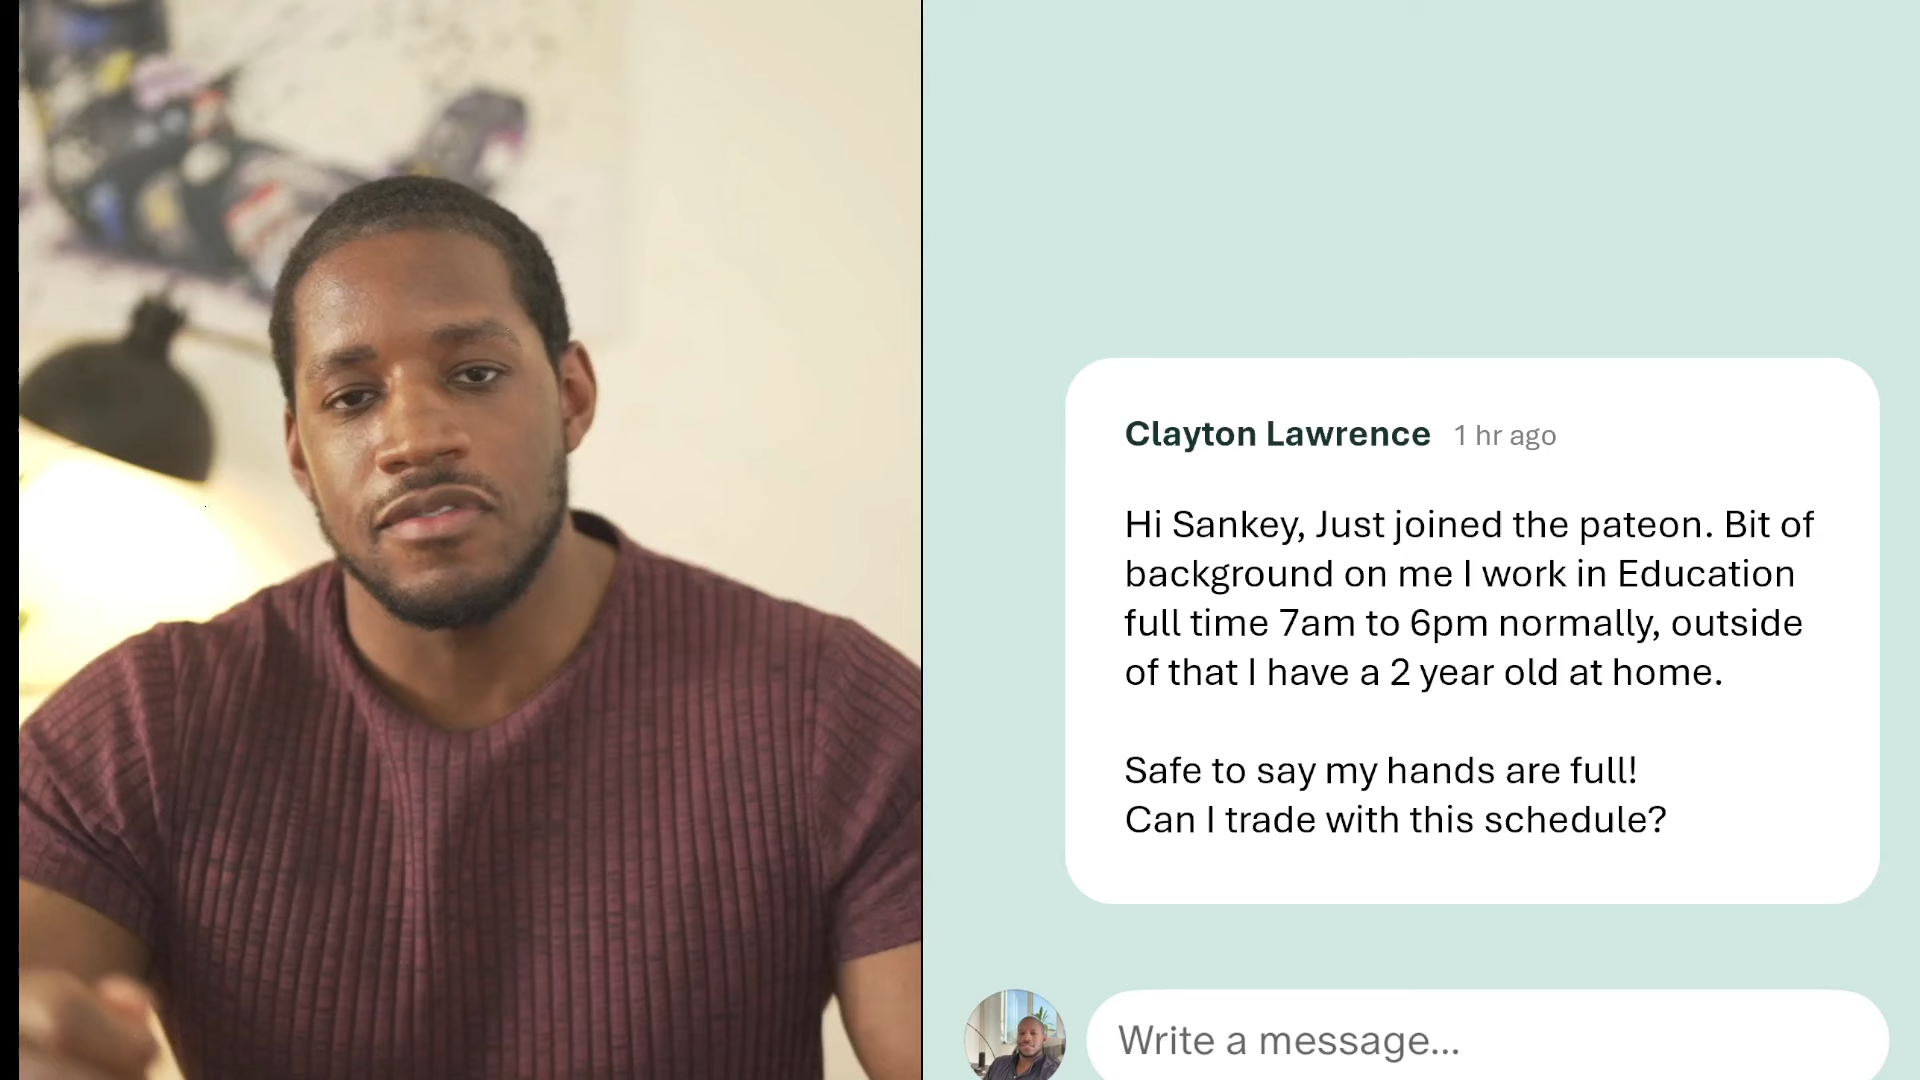 Clayton Lawrence 1 hr ago
Hi Sankey, Just joined the pateon. Bit of
background on me I work in Education
full time 7am to 6pm normally, outside
of that I have a 2 year old at home.
Safe to say my hands are full!
Can I trade with this schedule?
Write a message...